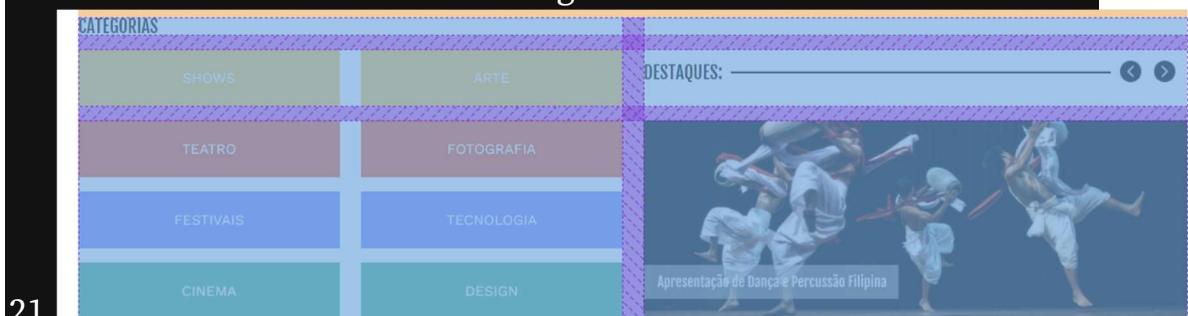 CATEGORIAS
SHOWS
ARTE
DESTAQUES:
TEATRO
FOTOGRAFIA
FESTIVAIS
TECNOLOGIA
CINEMA
DESIGN
Apresentação de Dança e Percussão Filipina
21